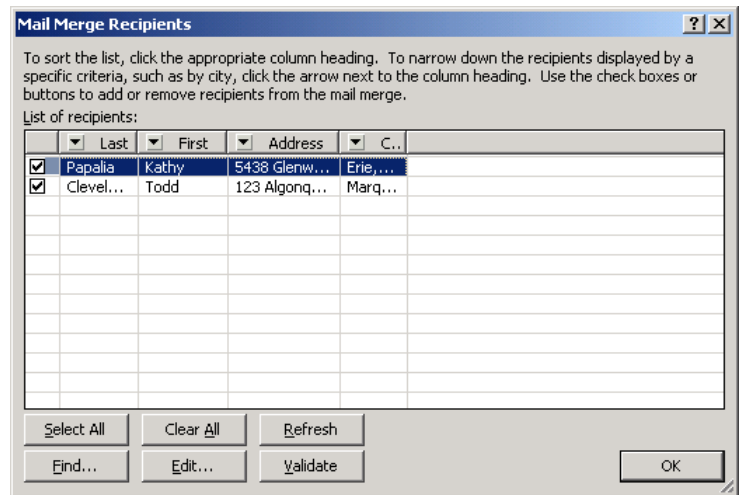 Mail Merge Recipients
To sort the list, click the appropriate column heading. To narrow down the recipients displayed by a
specific criteria, such as by city, click the arrow next to the column heading. Use the check boxes or
buttons to add or remove recipients from the mail merge.
List of recipients:
Last First Address C..
Papalia Kathy 5438 Glenw... Erie,...
Clevel... Todd 123 Algonq... Marq...
Select All Clear All Refresh
Find... Edit... Validate OK